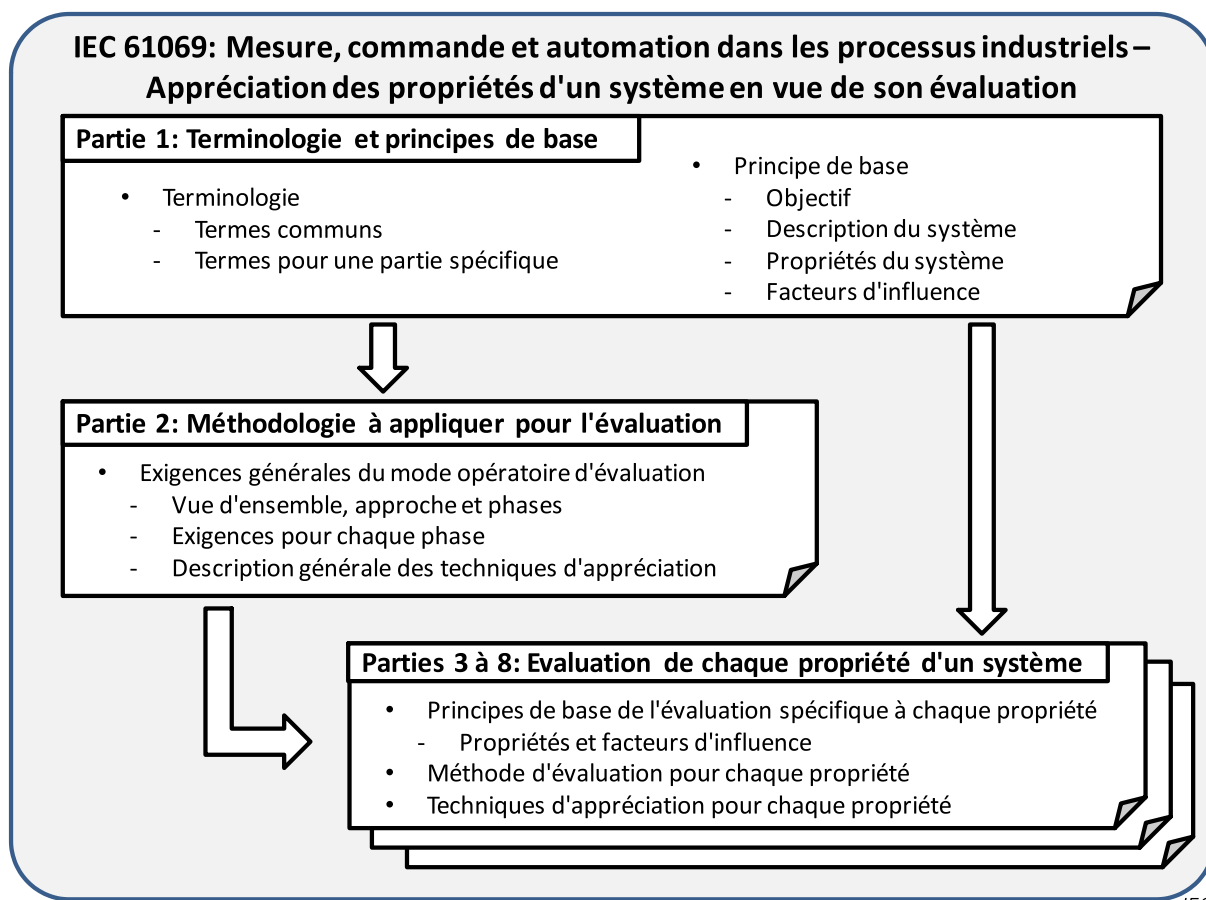 IEC 61069: Mesure, commande et automation dans les processus industriels –
Appréciation des propriétés d'un système en vue de son évaluation
Partie 1: Terminologie et principes de base
• Terminologie
- Termes communs
- Termes pour une partie spécifique
• Principe de base
- Objectif
- Description du système
- Propriétés du système
- Facteurs d'influence
Partie 2: Méthodologie à appliquer pour l'évaluation
• Exigences générales du mode opératoire d'évaluation
- Vue d'ensemble, approche et phases
- Exigences pour chaque phase
- Description générale des techniques d'appréciation
Parties 3 à 8: Evaluation de chaque propriété d'un système
• Principes de base de l'évaluation spécifique à chaque propriété
- Propriétés et facteurs d'influence
• Méthode d'évaluation pour chaque propriété
• Techniques d'appréciation pour chaque propriété